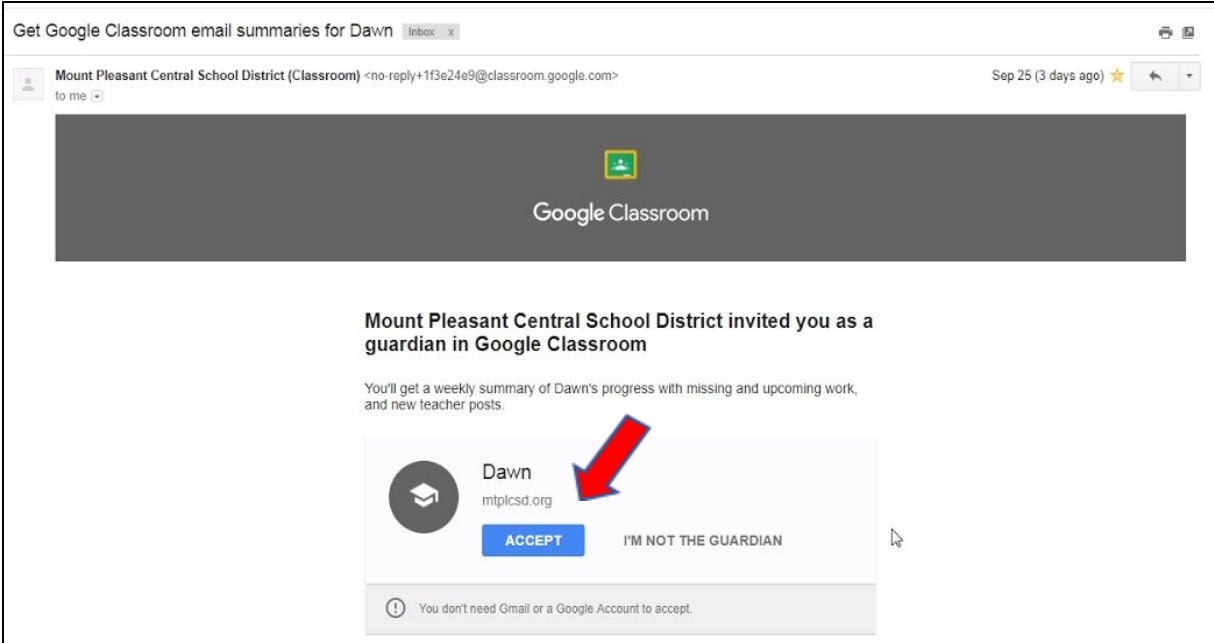 Get Google Classroom email summaries for Dawn Inbox x
Mount Pleasant Central School District (Classroom) <no-reply+1f3e24e9@classroom.google.com> Sep 25 (3 days ago)
to me
Google Classroom
Mount Pleasant Central School District invited you as a
guardian in Google Classroom
You'll get a weekly summary of Dawn's progress with missing and upcoming work,
and new teacher posts.
Dawn
mtplcsd.org
ACCEPT I'M NOT THE GUARDIAN
You don't need Gmail or a Google Account to accept.